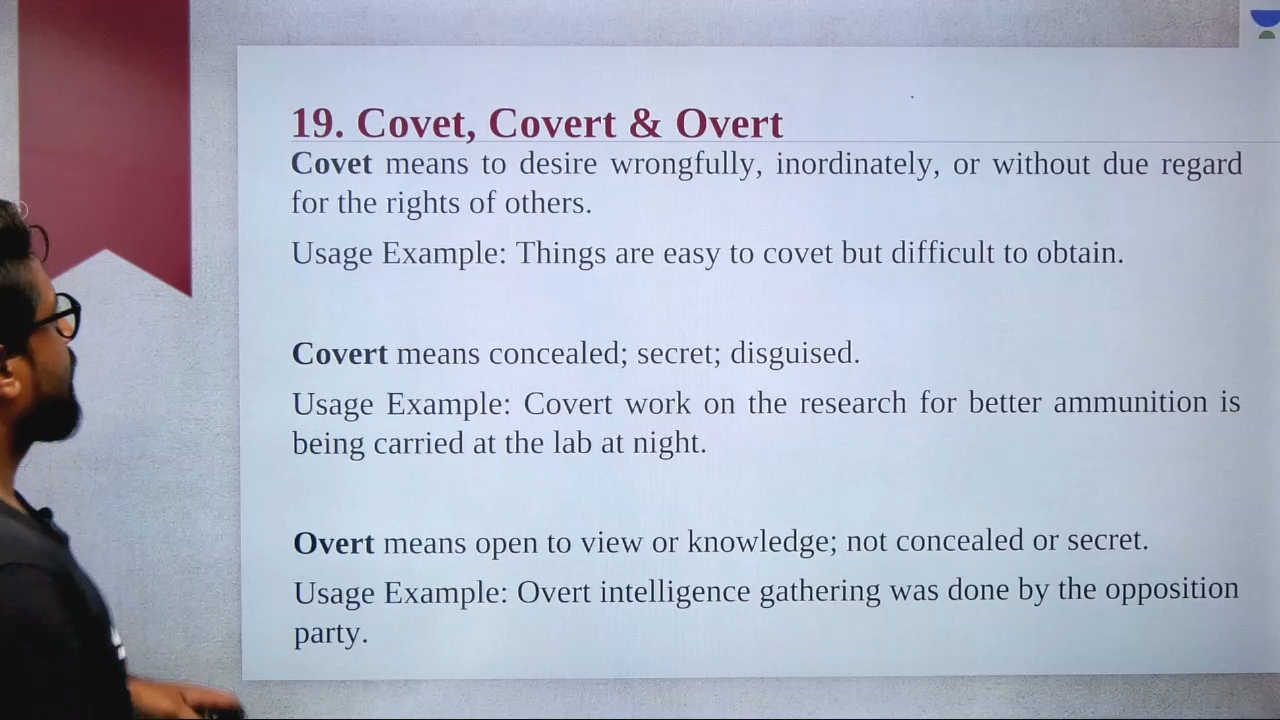 19. Covet, Covert & Overt
Covet means to desire wrongfully, inordinately, or without due regard
for the rights of others.
Usage Example: Things are easy to covet but difficult to obtain.
Covert means concealed; secret; disguised.
Usage Example: Covert work on the research for better ammunition is
being carried at the lab at night.
Overt means open to view or knowledge; not concealed or secret.
Usage Example: Overt intelligence gathering was done by the opposition
party.